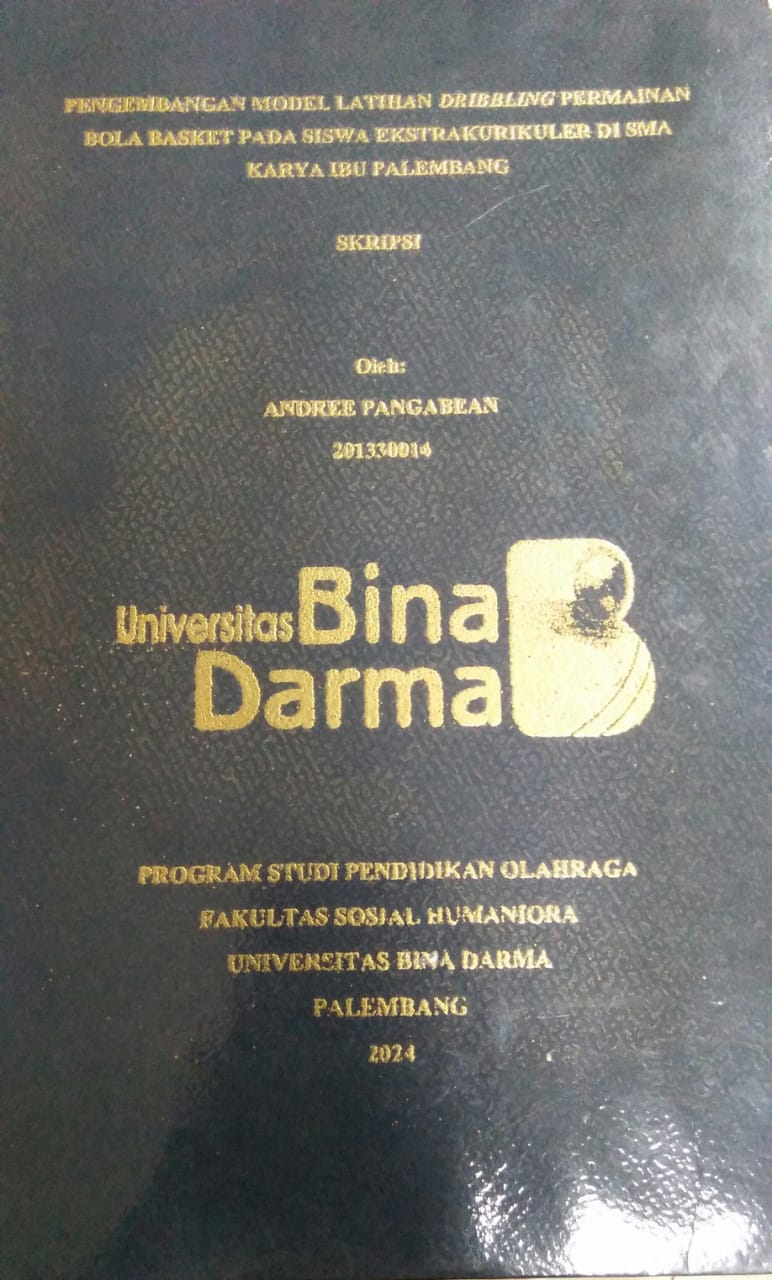 PENGEMBANGAN MODEL LATIHAN DRIBBLING PERMAINAN
BOLA BASKET PADA SISWA EKSTRAKURIKULER DI SMA
KARYA IBU PALEMBANG
SKRIPSI
Oleh:
ANDREE PANGABEAN
201330014
Universitas Bina
Darma
PROGRAM STUDI PENDIDIKAN OLAHRAGA
FAKULTAS SOSIAL HUMANIORA
UNIVERSITAS BINA DARMA
PALEMBANG
2024